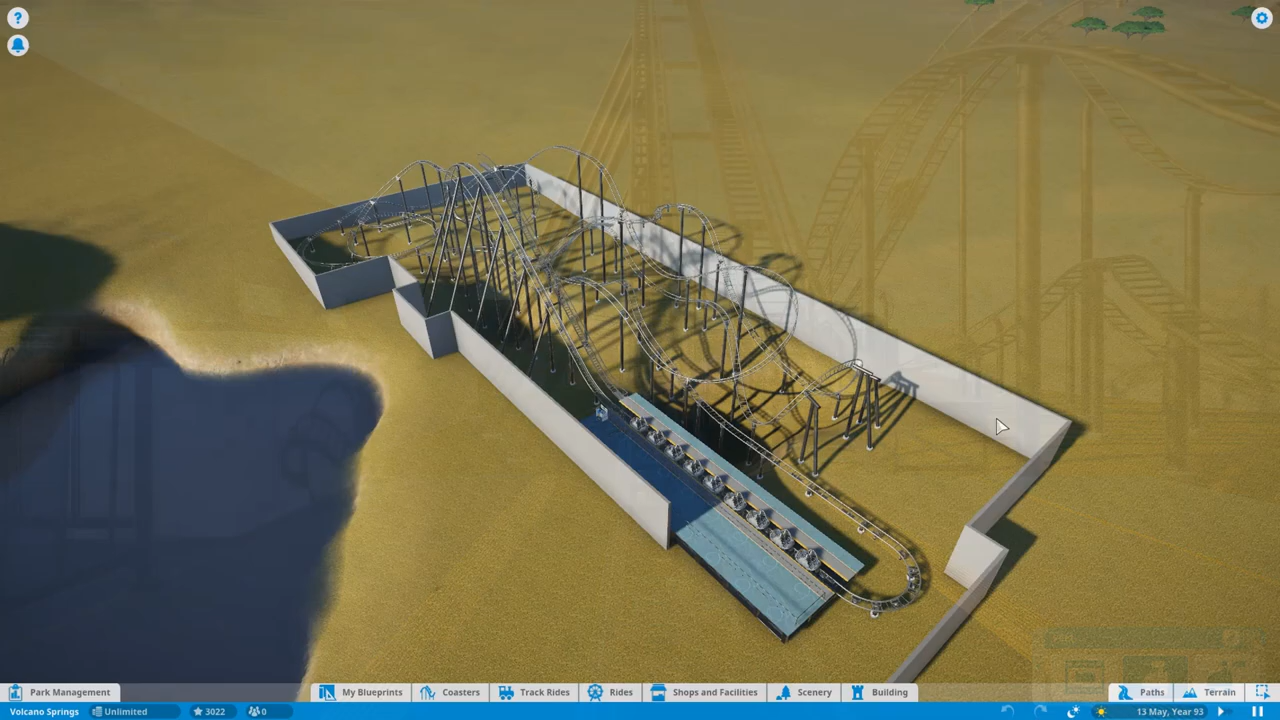 ?
Park Management
My Blueprints
Coasters
Track Rides
Rides
Shops and Facilities
Scenery
Building
Paths
Terrain
Volcano Springs
Unlimited
3022
0
13 May, Year 93